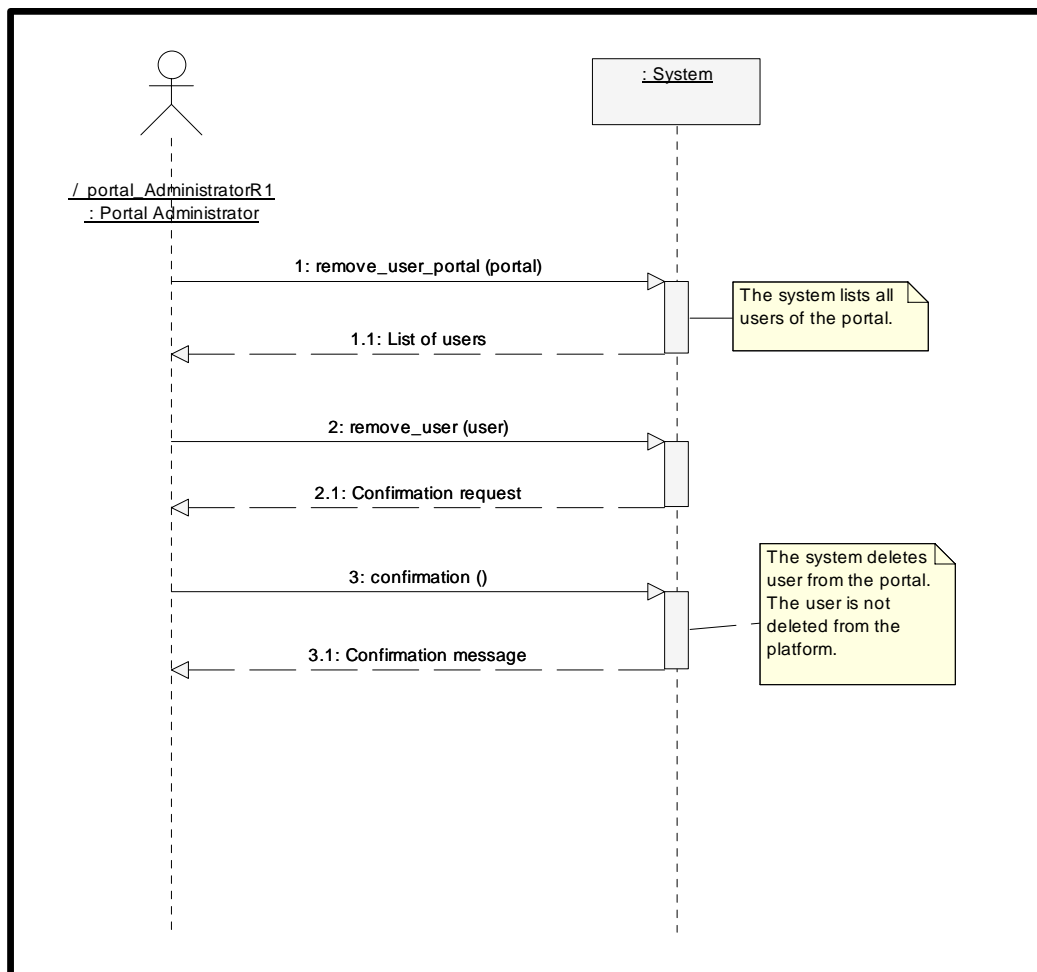 : System
/ portal_AdministratorR1
: Portal Administrator
1: remove_user_portal (portal)
The system lists all
users of the portal.
1.1: List of users
2: remove_user (user)
2.1: Confirmation request
3: confirmation ()
The system deletes
user from the portal.
The user is not
deleted from the
platform.
3.1: Confirmation message